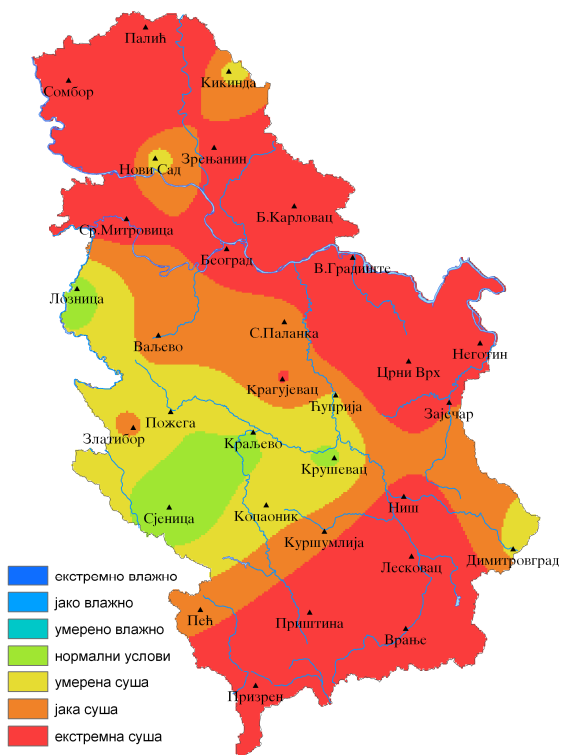 Палић
Кикинда
Сомбор
Зрењанин
Нови Сад
Б.Карловац
Ср.Митровица
Београд
В.Градиште
Лозница
С.Паланка
Ваљево
Неготин
Црни Врх
Крагујевац
Ћуприја
Зајечар
Пожега
Златибор
Краљево
Крушевац
Ниш
Сјеница
Копаоник
Куршумлија
Димитровград
Лесковац
Пећ
Приштина
Врање
Призрен
екстремно влажно
јако влажно
умерено влажно
нормални услови
умерена суша
јака суша
екстремна суша